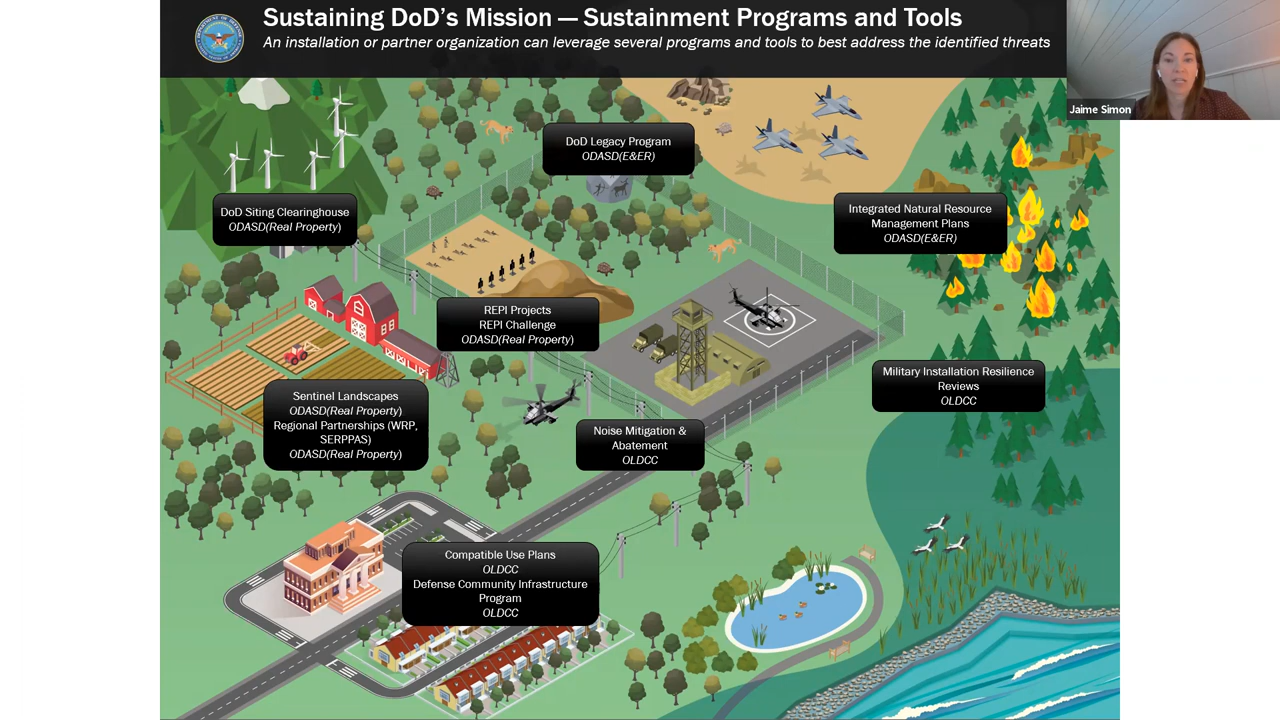 Sustaining DoD's Mission — Sustainment Programs and Tools
An installation or partner organization can leverage several programs and tools to best address the identified threats
Jaime Simon
DoD Legacy Program
ODASD(E&ER)
DoD Siting Clearinghouse
ODASD(Real Property)
Integrated Natural Resource
Management Plans
ODASD(E&ER)
REPI Projects
REPI Challenge
ODASD(Real Property)
Military Installation Resilience
Reviews
OLDCC
Sentinel Landscapes
ODASD(Real Property)
Regional Partnerships (WRP,
SERPPAS)
ODASD(Real Property)
Noise Mitigation &
Abatement
OLDCC
Compatible Use Plans
OLDCC
Defense Community Infrastructure
Program
OLDCC